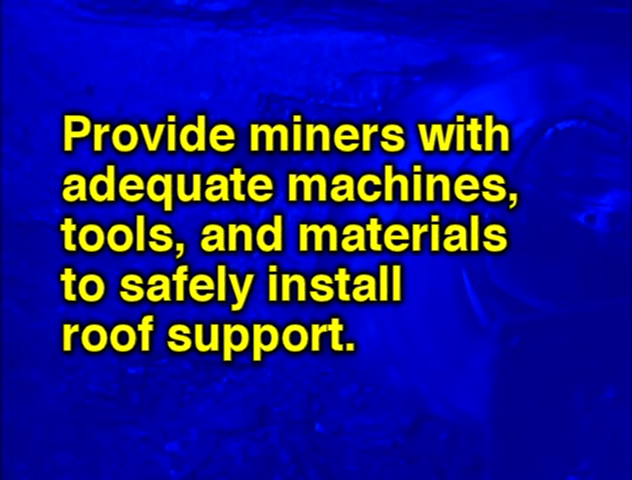 Provide miners with
adequate machines,
tools, and materials
to safely install
roof support.